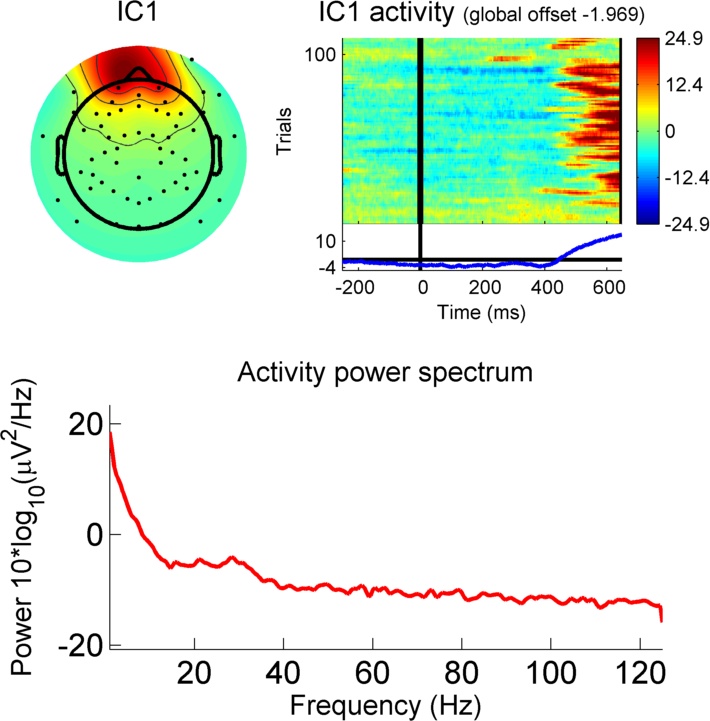 IC1
IC1 activity (global offset -1.969)
100
Trials
24.9
12.4
0
-12.4
-24.9
10
-4
-200 0 200 400 600
Time (ms)
Activity power spectrum
Power 10*log10(μV2/Hz)
20
0
-20
20 40 60 80 100 120
Frequency (Hz)